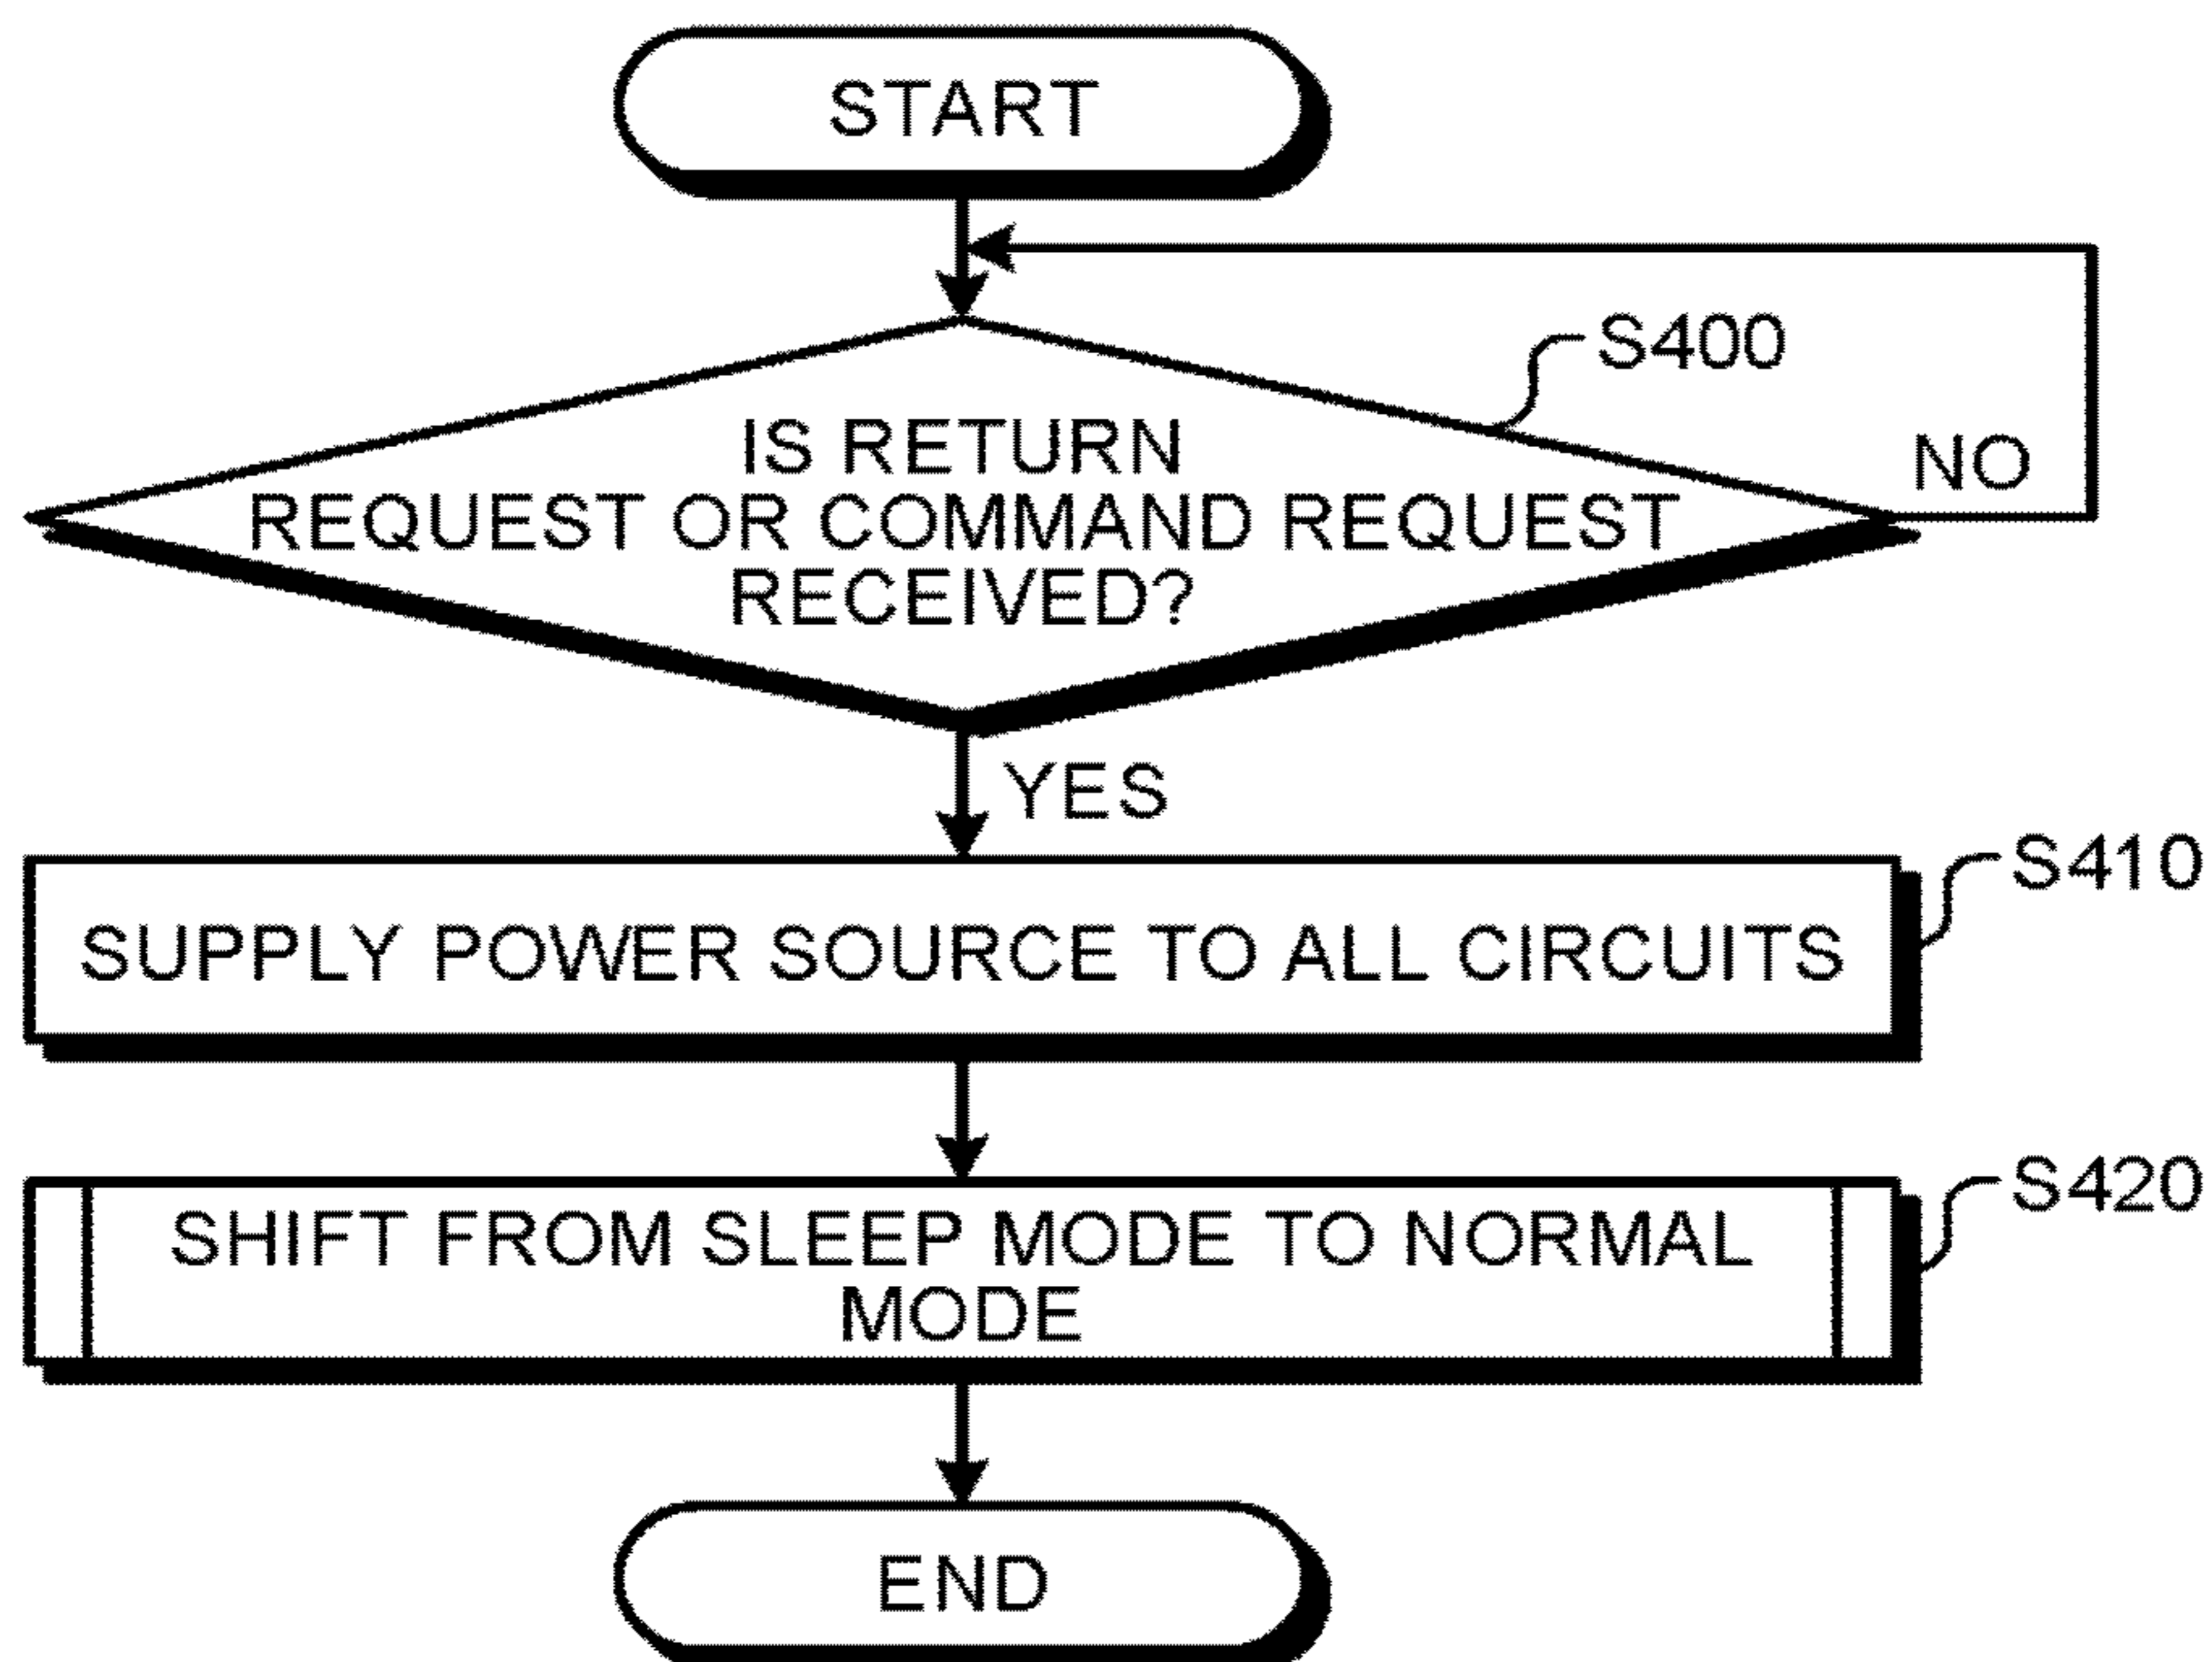 START
S400
IS RETURN
REQUEST OR COMMAND REQUEST
RECEIVED?
NO
YES
S410
SUPPLY POWER SOURCE TO ALL CIRCUITS
S420
SHIFT FROM SLEEP MODE TO NORMAL
MODE
END